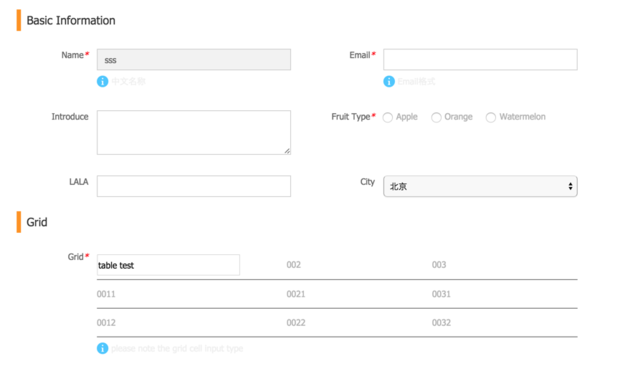 Basic Information
Name* sss Email*
中文名称 Email格式
Introduce Fruit Type* Apple Orange Watermelon
LALA City 北京
Grid
Grid* table test 002 003
0011 0021 0031
0012 0022 0032
please note the grid cell input type